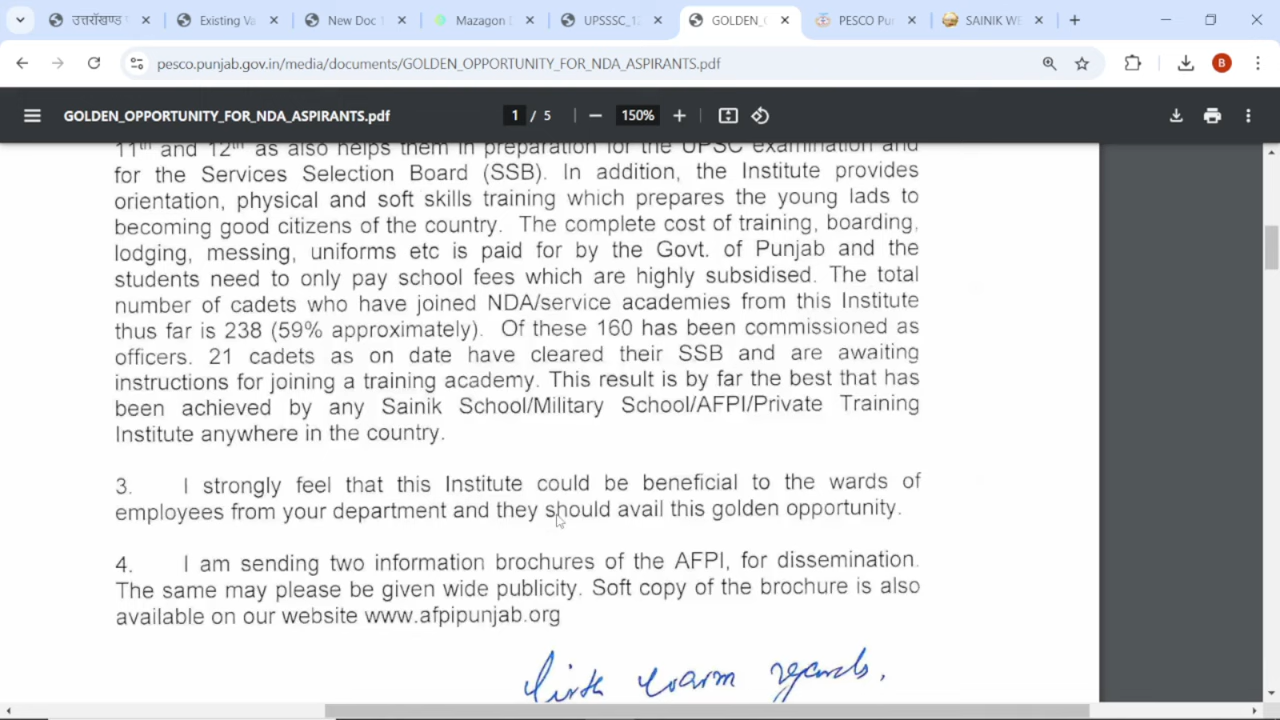 उत्तराखण्ड
Existing Va
New Doc 1
Mazagon
UPSSSC_1
GOLDEN_
PESCO Pu
SAINIK WE
pesco.punjab.gov.in/media/documents/GOLDEN_OPPORTUNITY_FOR_NDA_ASPIRANTS.pdf
B
GOLDEN_OPPORTUNITY_FOR_NDA_ASPIRANTS.pdf
1 / 5
150%
11th and 12th as also helps them in preparation for the UPSC examination and
for the Services Selection Board (SSB). In addition, the Institute provides
orientation, physical and soft skills training which prepares the young lads to
becoming good citizens of the country. The complete cost of training, boarding,
lodging, messing, uniforms etc is paid for by the Govt. of Punjab and the
students need to only pay school fees which are highly subsidised. The total
number of cadets who have joined NDA/service academies from this Institute
thus far is 238 (59% approximately). Of these 160 has been commissioned as
officers. 21 cadets as on date have cleared their SSB and are awaiting
instructions for joining a training academy. This result is by far the best that has
been achieved by any Sainik School/Military School/AFPI/Private Training
Institute anywhere in the country.
3. I strongly feel that this Institute could be beneficial to the wards of
employees from your department and they should avail this golden opportunity.
4. I am sending two information brochures of the AFPI, for dissemination.
The same may please be given wide publicity. Soft copy of the brochure is also
available on our website www.afpipunjab.org
With warm regards,